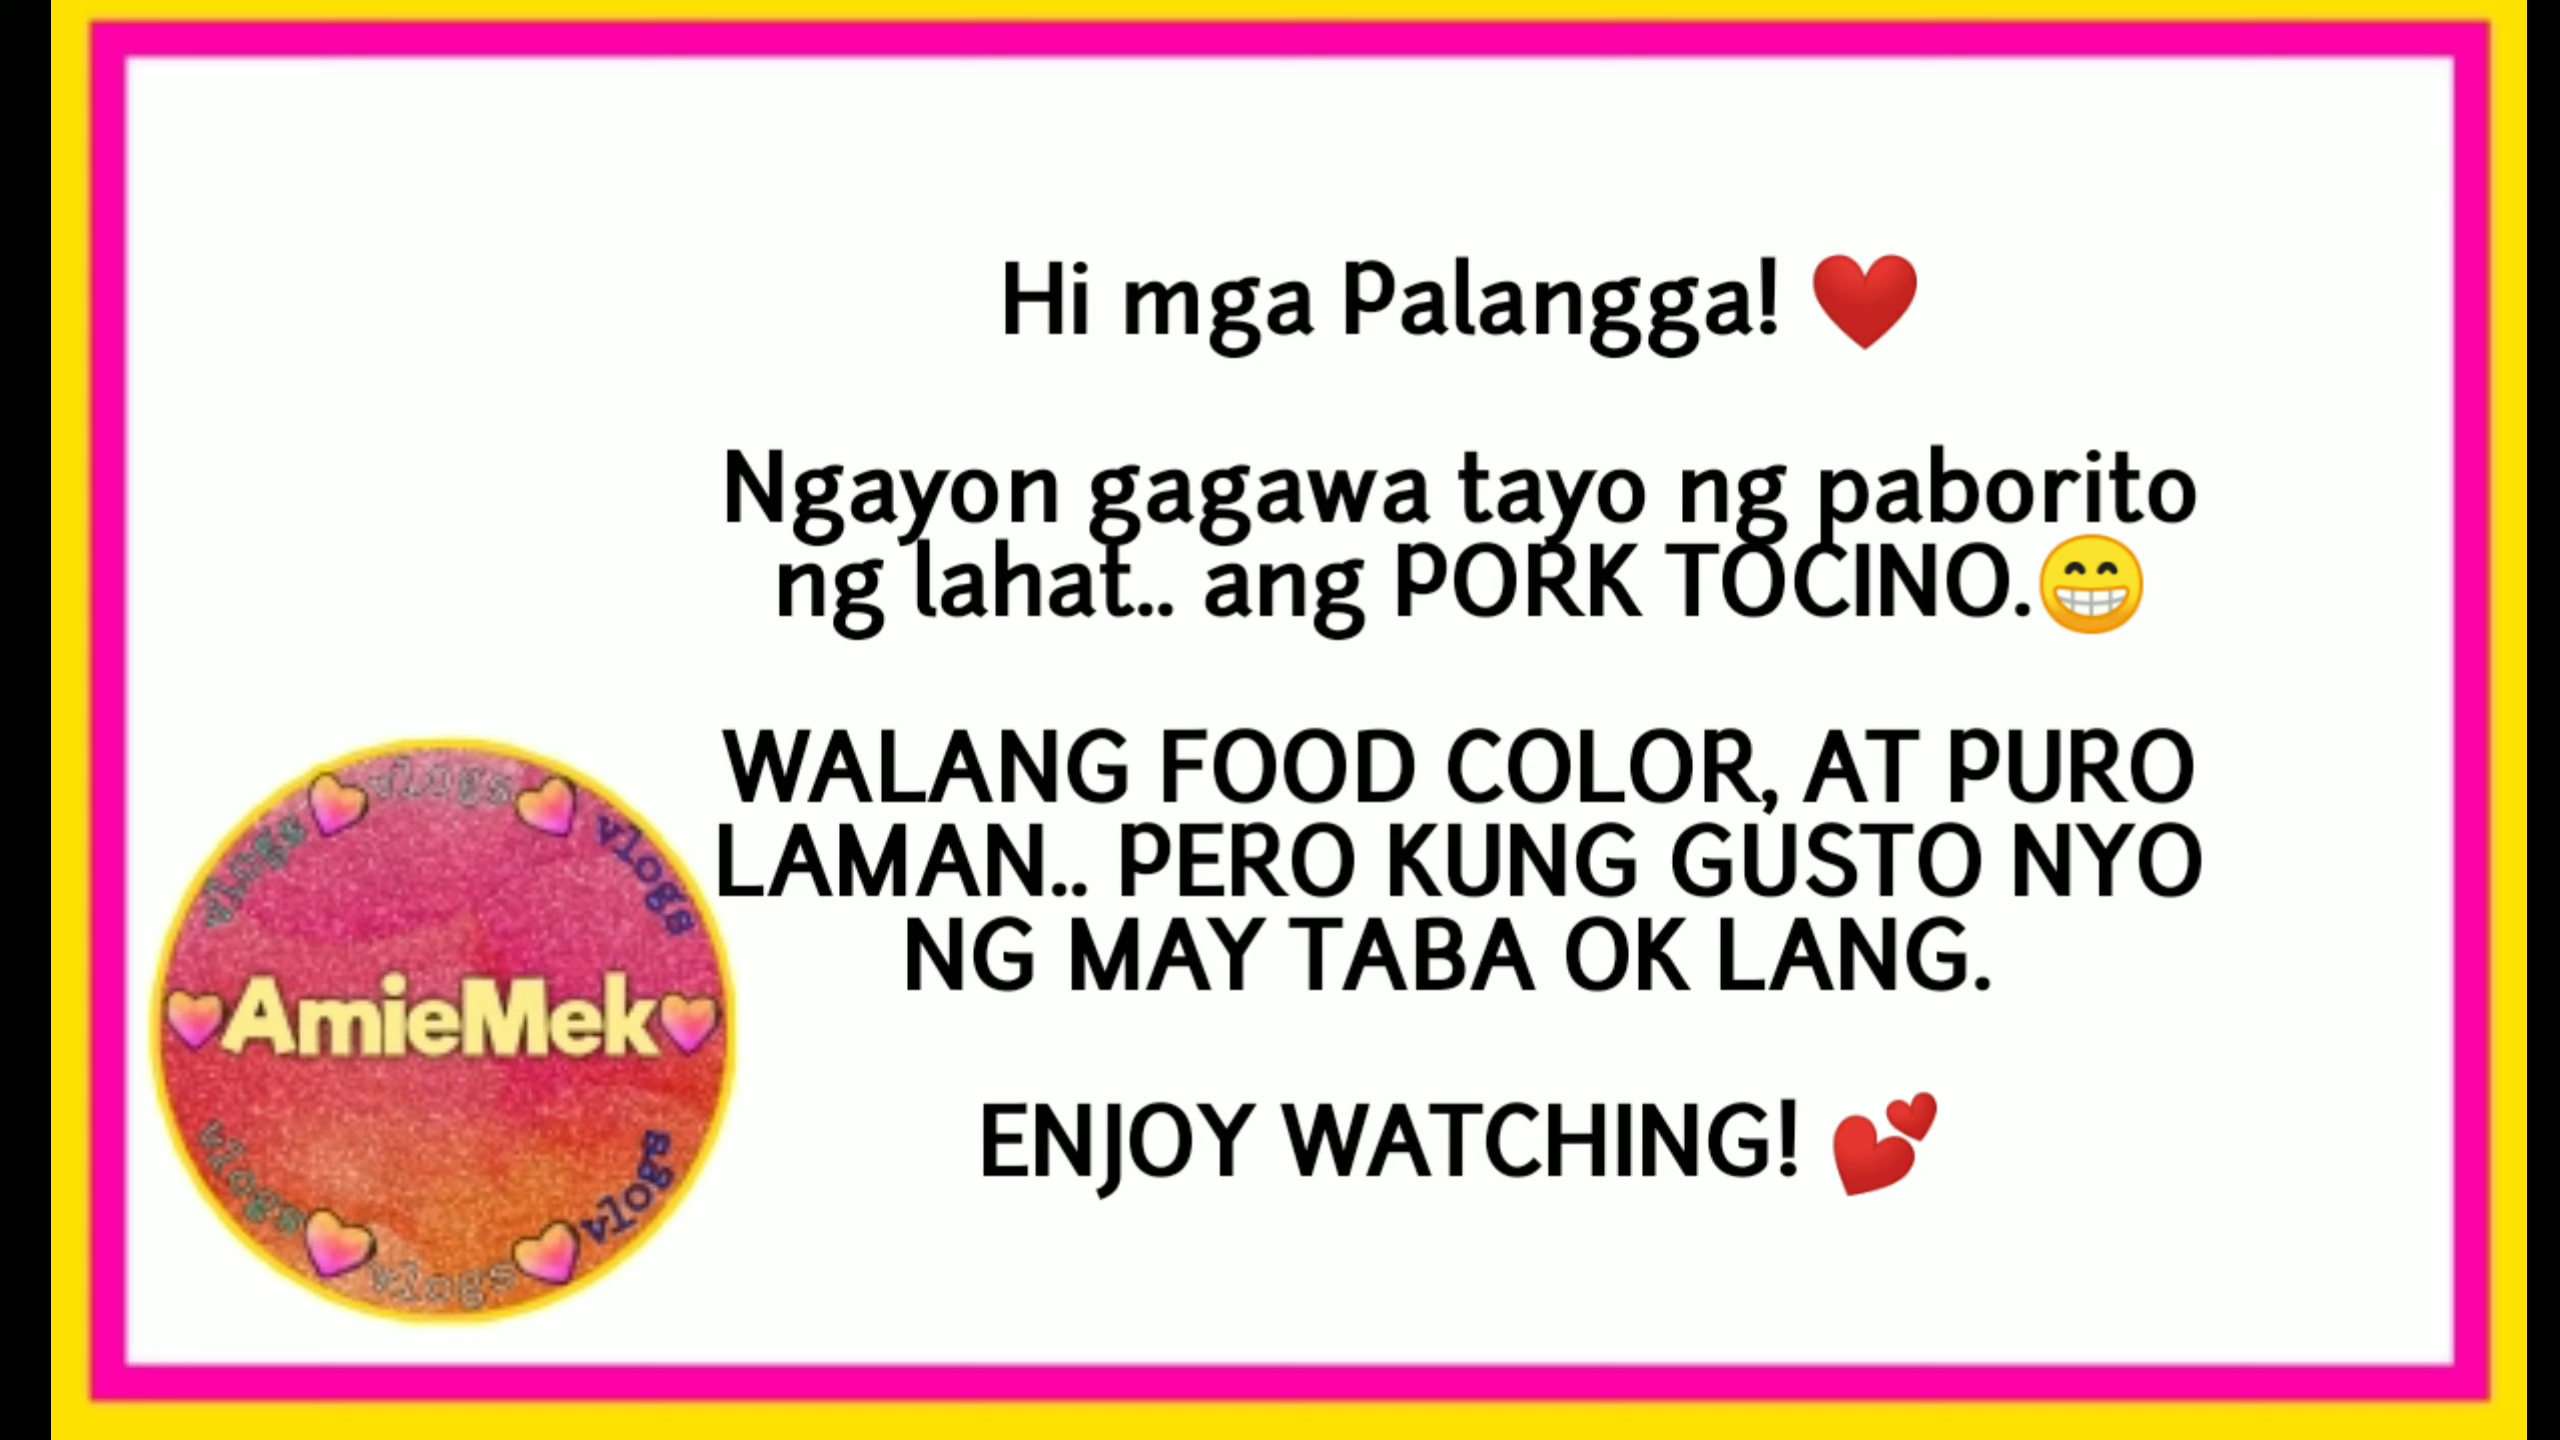 Hi mga Palangga! ❤️
Ngayon gagawa tayo ng paborito
ng lahat.. ang PORK TOCINO.😁
WALANG FOOD COLOR, AT PURO
LAMAN.. PERO KUNG GUSTO NYO
NG MAY TABA OK LANG.
ENJOY WATCHING! 💕
vlogs
vlogs
vlogs
AmieMek
vlogs
vlogs
vlogs